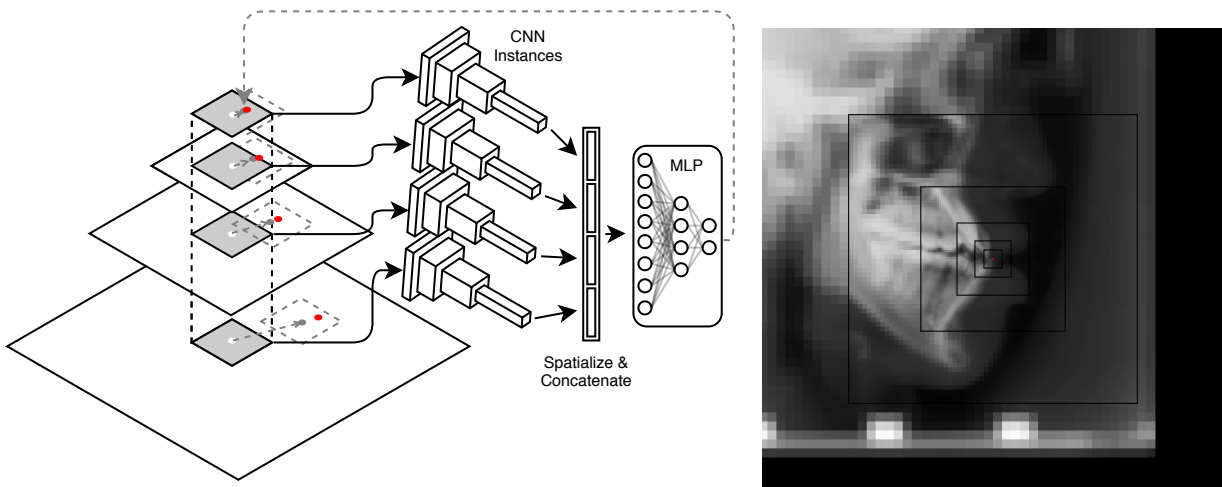 CNN
Instances
MLP
Spatialize &
Concatenate